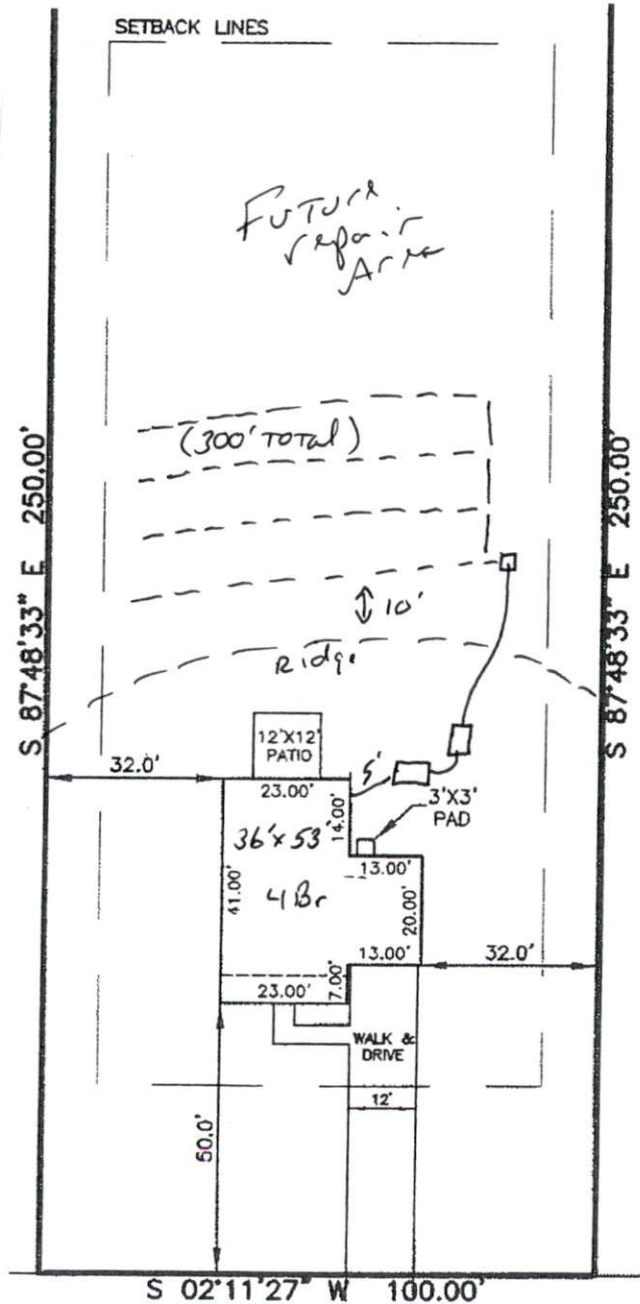 SETBACK LINES
Future
repair
Area
(300' TOTAL)
S 87°48'33" E 250.00'
S 87°48'33" E 250.00'
10'
Ridge
12'X12'
PATIO
32.0'
5'
23.00'
14.00'
3'X3'
PAD
36'x 53'
13.00'
4 Br
41.00'
20.00'
13.00'
32.0'
23.00'
7.00'
WALK &
DRIVE
12'
50.0'
S 02°11'27" W 100.00'